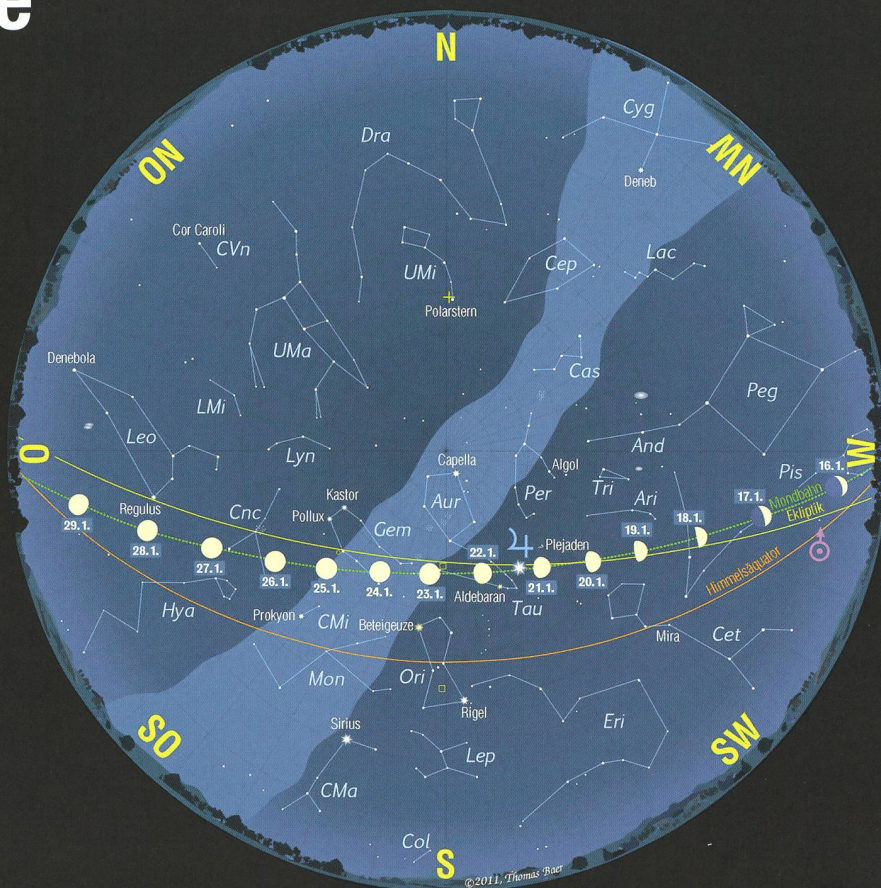 e
N
Cyg
Dra
NO
NW
Deneb
Cor Caroli
CVn
Lac
Cep
UMi
Polarstern
UMa
Denebola
Cas
Peg
LMi
Leo
And
O
W
Lyn
Capella
Algol
Pis
16.1.
Kastor
Tri
17.1.
Mondbahn
Regulus
Cnc
Pollux
Aur
Per
Ari
Ekliptik
29.1.
Gem
18.1.
28.1.
22.1.
♃
Plejaden
19.1.
27.1.
26.1.
25.1.
24.1.
23.1.
Aldebaran
21.1.
20.1.
Himmelsäquator
Hya
Prokyon
CMi
Beteigeuze
Tau
Mira
Cet
Mon
Ori
Rigel
Eri
SO
Sirius
SW
Lep
CMa
Col
S
©2011, Thomas Baer